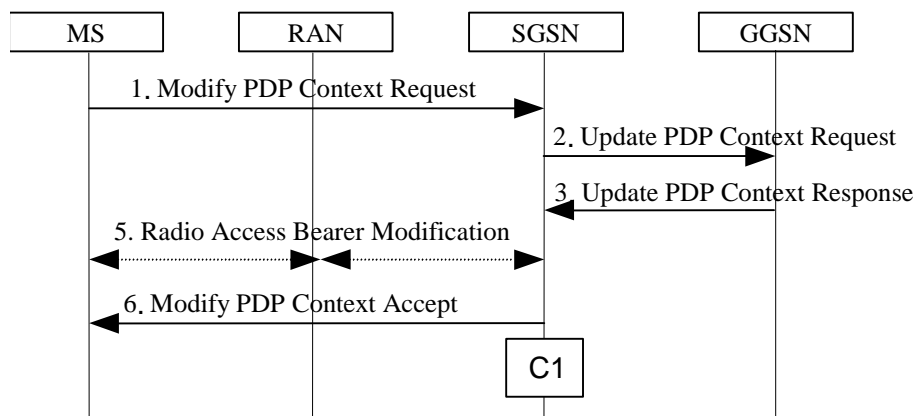 MS RAN SGSN GGSN
1. Modify PDP Context Request
2. Update PDP Context Request
3. Update PDP Context Response
5. Radio Access Bearer Modification
6. Modify PDP Context Accept
C1